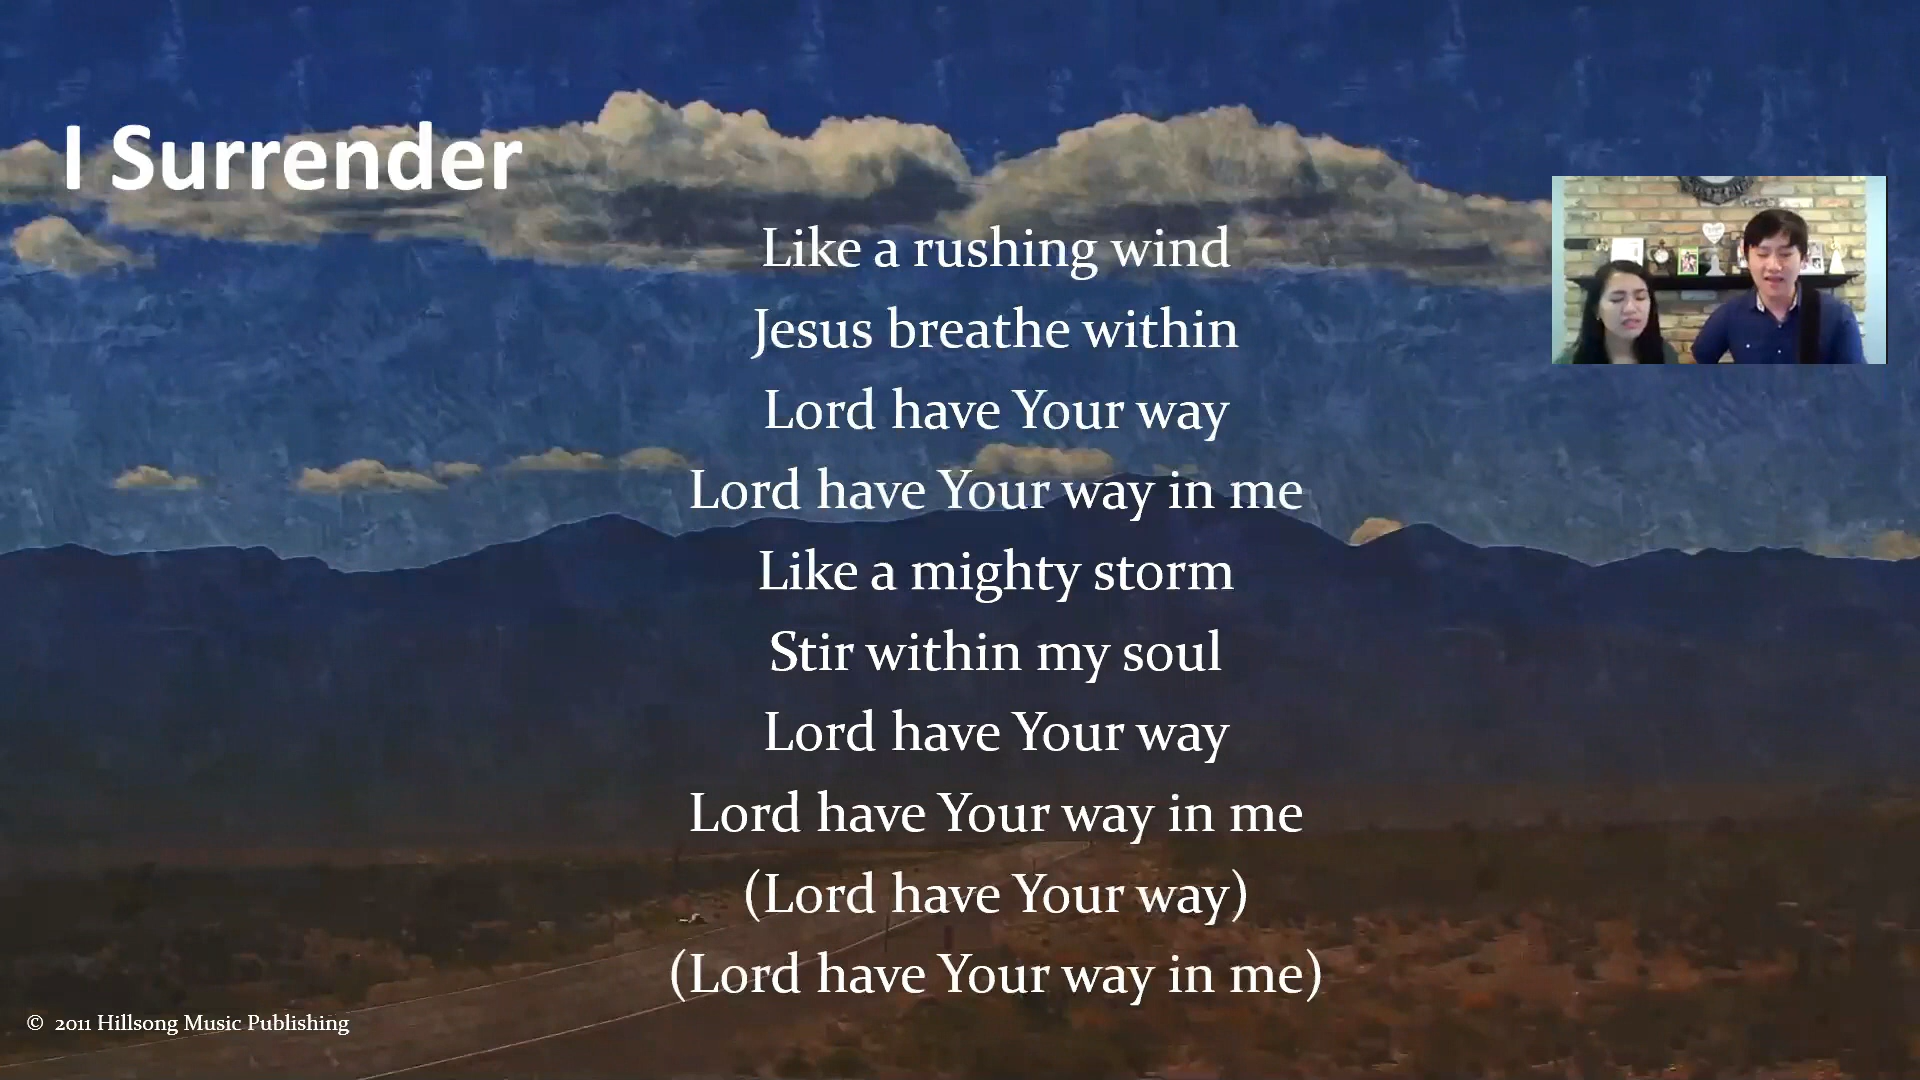 I Surrender
Like a rushing wind
Jesus breathe within
Lord have Your way
Lord have Your way in me
Like a mighty storm
Stir within my soul
Lord have Your way
Lord have Your way in me
(Lord have Your way)
(Lord have Your way in me)
© 2011 Hillsong Music Publishing